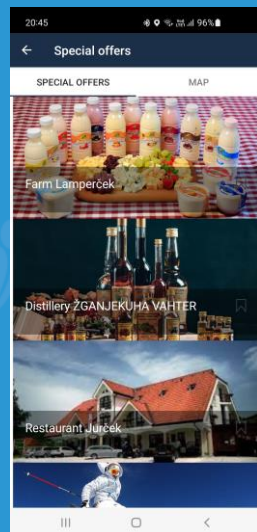 20:45
96%
Special offers
SPECIAL OFFERS
MAP
Farm Lamperček
Distillery ŽGANJEKUHA VAHTER
Restaurant Jurček